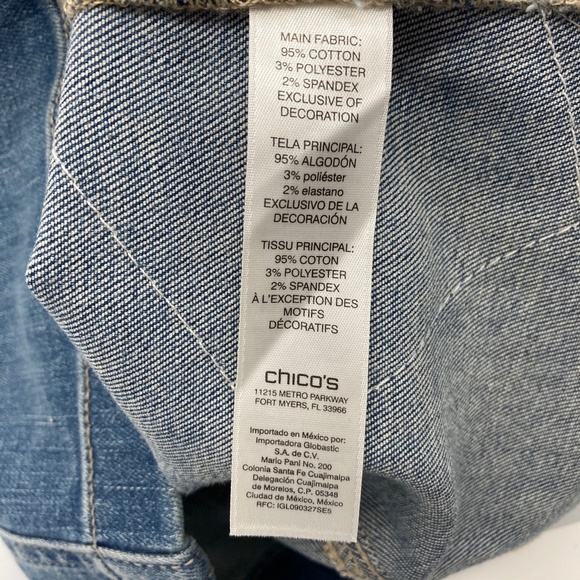 MAIN FABRIC:
95% COTTON
3% POLYESTER
2% SPANDEX
EXCLUSIVE OF
DECORATION
TELA PRINCIPAL:
95% ALGODÓN
3% poliéster
2% elastano
EXCLUSIVO DE LA
DECORACIÓN
TISSU PRINCIPAL:
95% COTON
3% POLYESTER
2% SPANDEX
À L'EXCEPTION DES
MOTIFS
DÉCORATIFS
chico's
11215 METRO PARKWAY
FORT MYERS, FL 33966
Importado en México por:
Importadora Globastic
S.A. de C.V.
Mario Pani No. 200
Colonia Santa Fe Cuajimalpa
Delegación Cuajimalpa
de Morelos, C.P. 05348
Ciudad de México, México
RFC: IGL090327SE5